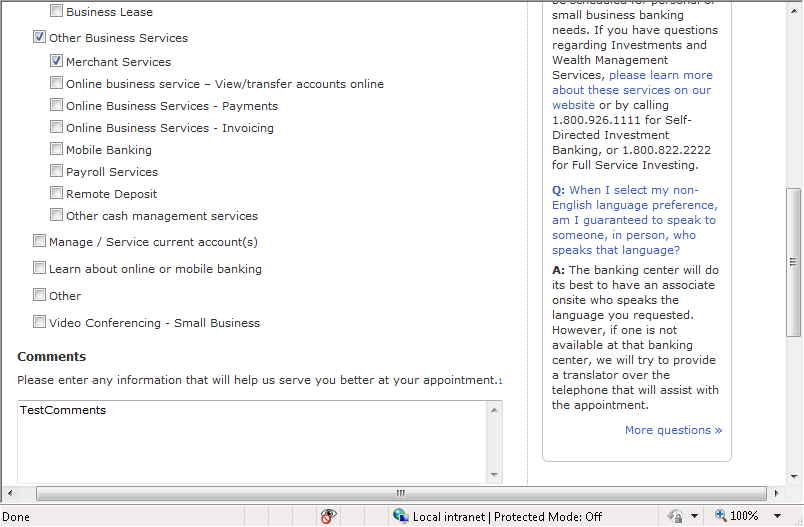 Business Lease
Other Business Services
Merchant Services
Online business service – View/transfer accounts online
Online Business Services - Payments
Online Business Services - Invoicing
Mobile Banking
Payroll Services
Remote Deposit
Other cash management services
Manage / Service current account(s)
Learn about online or mobile banking
Other
Video Conferencing - Small Business
Comments
Please enter any information that will help us serve you better at your appointment.1
TestComments
be scheduled for personal or
small business banking
needs. If you have questions
regarding Investments and
Wealth Management
Services, please learn more
about these services on our
website or by calling
1.800.926.1111 for Self-
Directed Investment
Banking, or 1.800.822.2222
for Full Service Investing.
Q: When I select my non-
English language preference,
am I guaranteed to speak to
someone, in person, who
speaks that language?
A: The banking center will do
its best to have an associate
onsite who speaks the
language you requested.
However, if one is not
available at that banking
center, we will try to provide
a translator over the
telephone that will assist with
the appointment.
More questions »
Done
Local intranet | Protected Mode: Off
100%